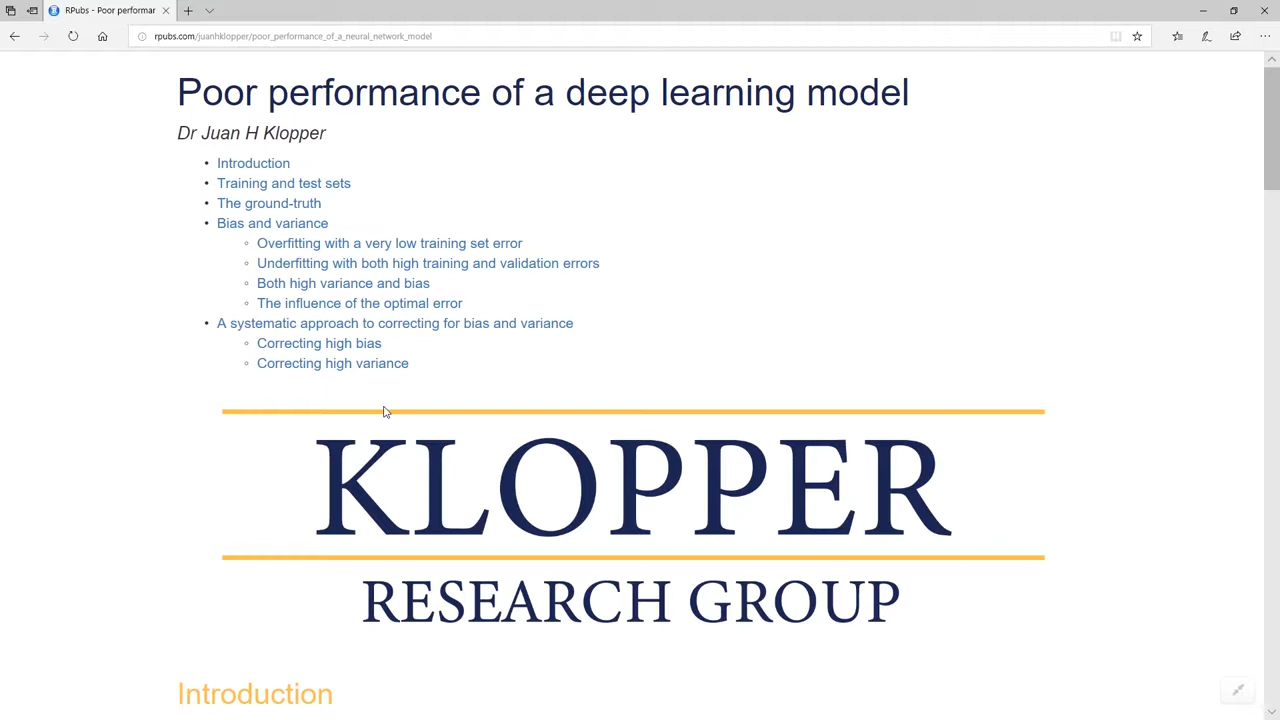 RPubs - Poor performar
rpubs.com/juanhklopper/poor_performance_of_a_neural_network_model
Poor performance of a deep learning model
Dr Juan H Klopper
• Introduction
• Training and test sets
• The ground-truth
• Bias and variance
◦ Overfitting with a very low training set error
◦ Underfitting with both high training and validation errors
◦ Both high variance and bias
◦ The influence of the optimal error
• A systematic approach to correcting for bias and variance
◦ Correcting high bias
◦ Correcting high variance
KLOPPER
RESEARCH GROUP
Introduction